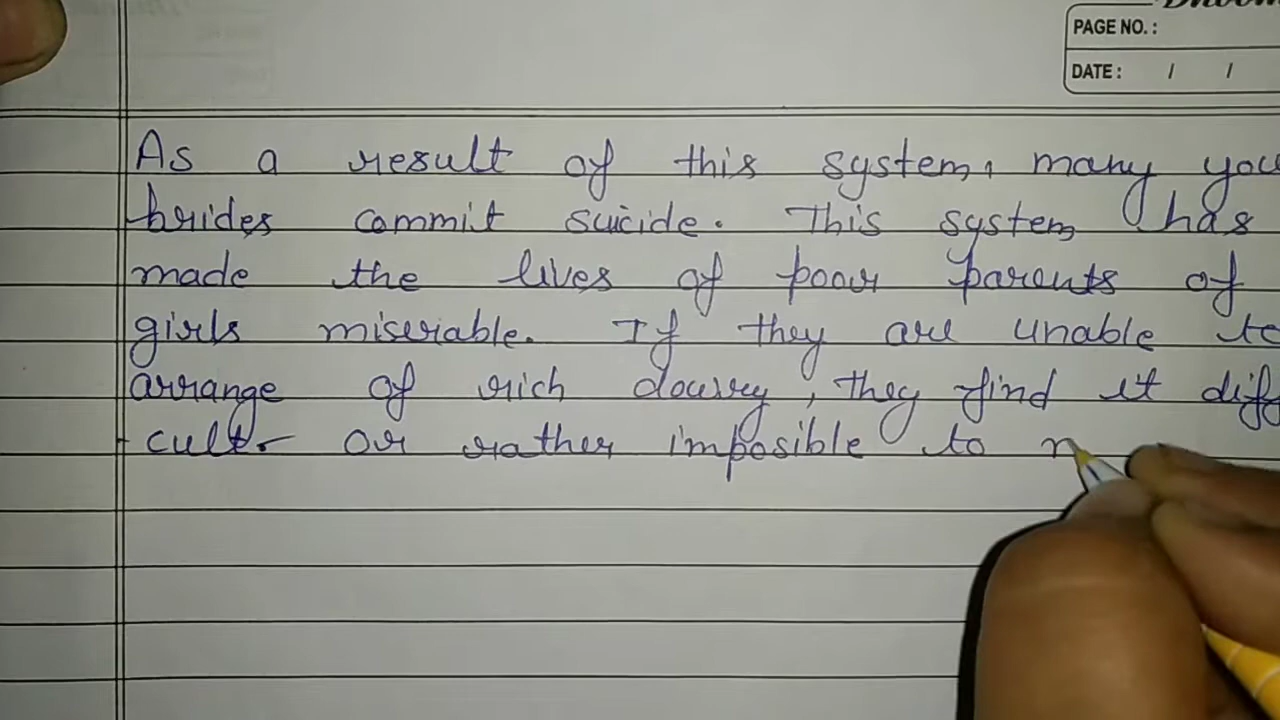 PAGE NO. :
DATE : / /
As a result of this system, many you
brides commit suicide. This system has
made the lives of poor parents of
girls miserable. If they are unable to
arrange of rich dowry, they find it diff
cult or rather imposible to